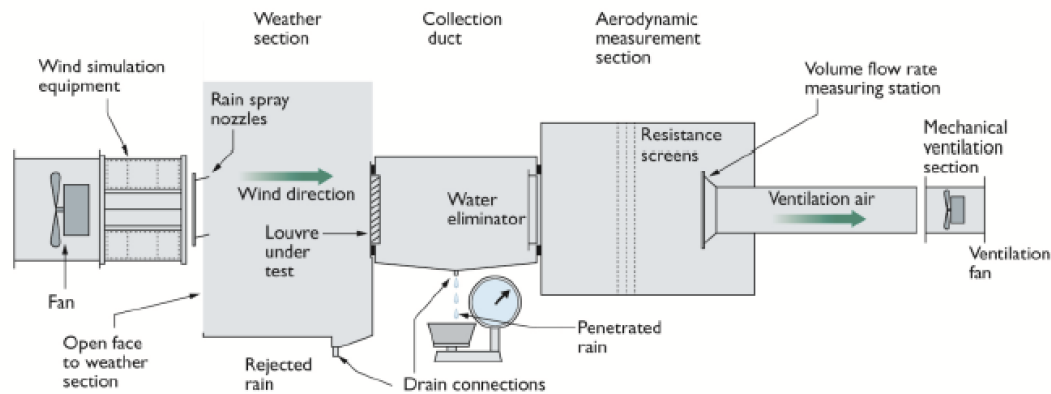 Weather
section
Collection
duct
Aerodynamic
measurement
section
Wind simulation
equipment
Rain spray
nozzles
Volume flow rate
measuring station
Resistance
screens
Mechanical
ventilation
section
Wind direction
Water
eliminator
Ventilation air
Louvre
under
test
Ventilation
fan
Fan
Open face
to weather
section
Rejected
rain
Drain connections
Penetrated
rain